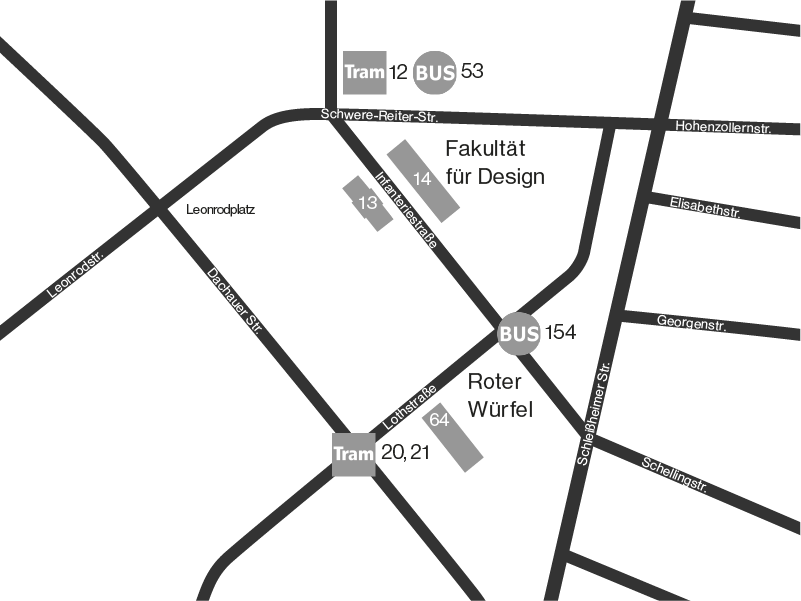 Tram 12 BUS 53
Schwere-Reiter-Str.
Hohenzollernstr.
Fakultät
für Design
14
13
Infanteriestraße
Leonrodplatz
Elisabethstr.
Leonrodstr.
Dachauer Str.
BUS 154
Georgenstr.
Roter
Würfel
Lothstraße
64
Schleißheimer Str.
Tram 20, 21
Schellingstr.